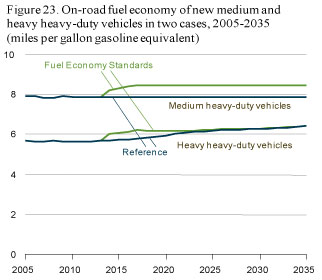 Figure 23. On-road fuel economy of new medium and
heavy heavy-duty vehicles in two cases, 2005-2035
(miles per gallon gasoline equivalent)
10
Fuel Economy Standards
8
Medium heavy-duty vehicles
6
Reference
Heavy heavy-duty vehicles
4
2
0
2005 2010 2015 2020 2025 2030 2035